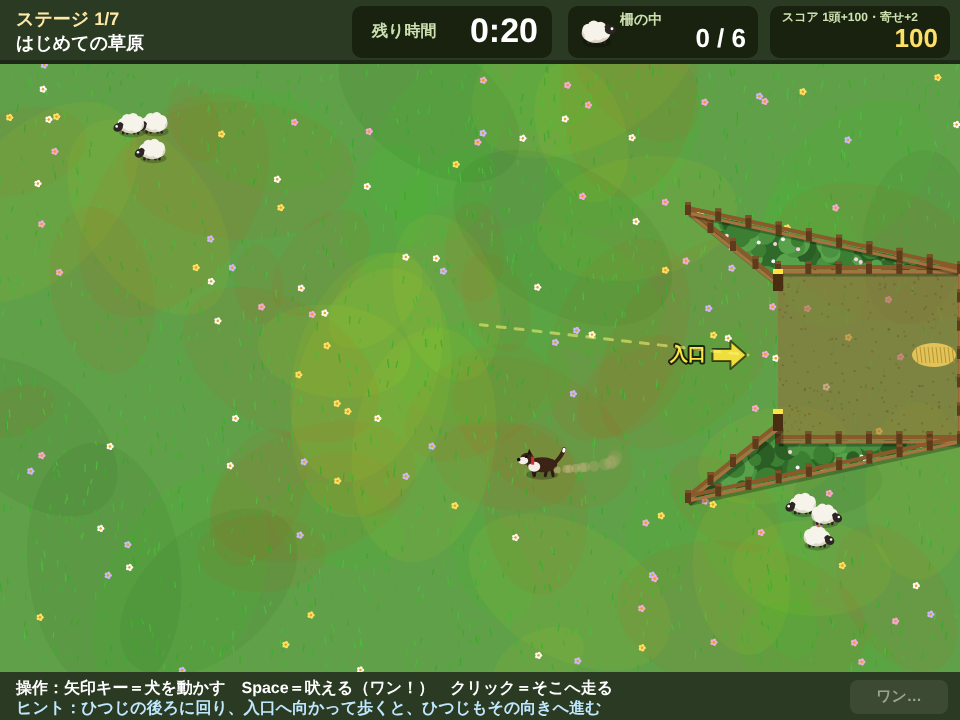 ステージ 1/7
はじめての草原
残り時間 0:20
柵の中
0 / 6
スコア 1頭+100・寄せ+2
100
入口
操作：矢印キー＝犬を動かす　Space＝吠える（ワン！）　クリック＝そこへ走る
ヒント：ひつじの後ろに回り、入口へ向かって歩くと、ひつじもその向きへ進む
ワン…